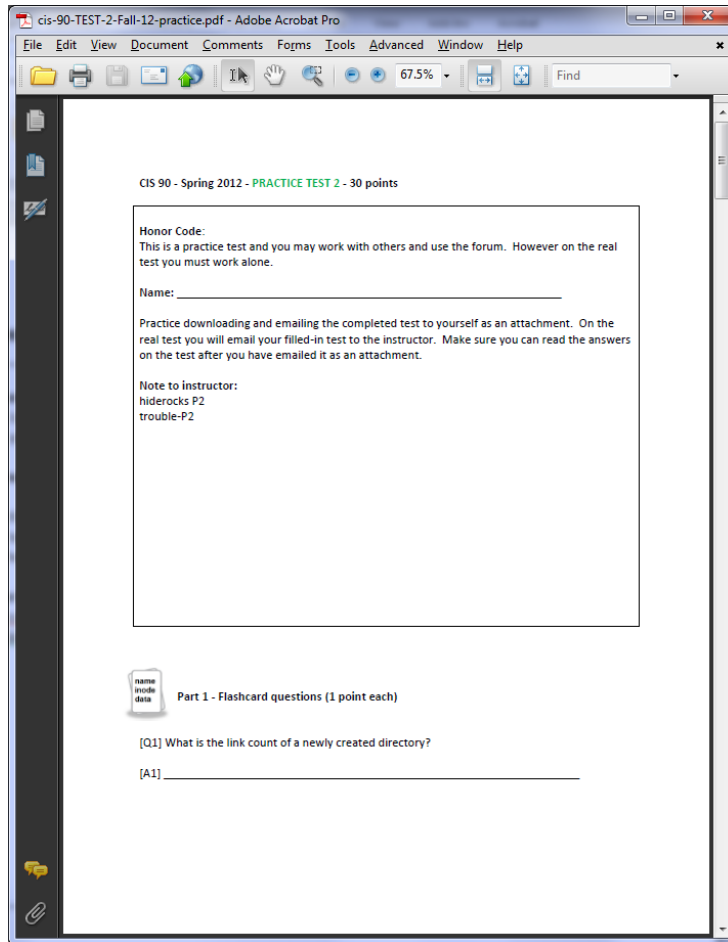 cis-90-TEST-2-Fall-12-practice.pdf - Adobe Acrobat Pro
File Edit View Document Comments Forms Tools Advanced Window Help
67.5% Find
CIS 90 - Spring 2012 - PRACTICE TEST 2 - 30 points
Honor Code:
This is a practice test and you may work with others and use the forum. However on the real
test you must work alone.
Name:
Practice downloading and emailing the completed test to yourself as an attachment. On the
real test you will email your filled-in test to the instructor. Make sure you can read the answers
on the test after you have emailed it as an attachment.
Note to instructor:
hiderocks P2
trouble-P2
name
inode
data
Part 1 - Flashcard questions (1 point each)
[Q1] What is the link count of a newly created directory?
[A1]